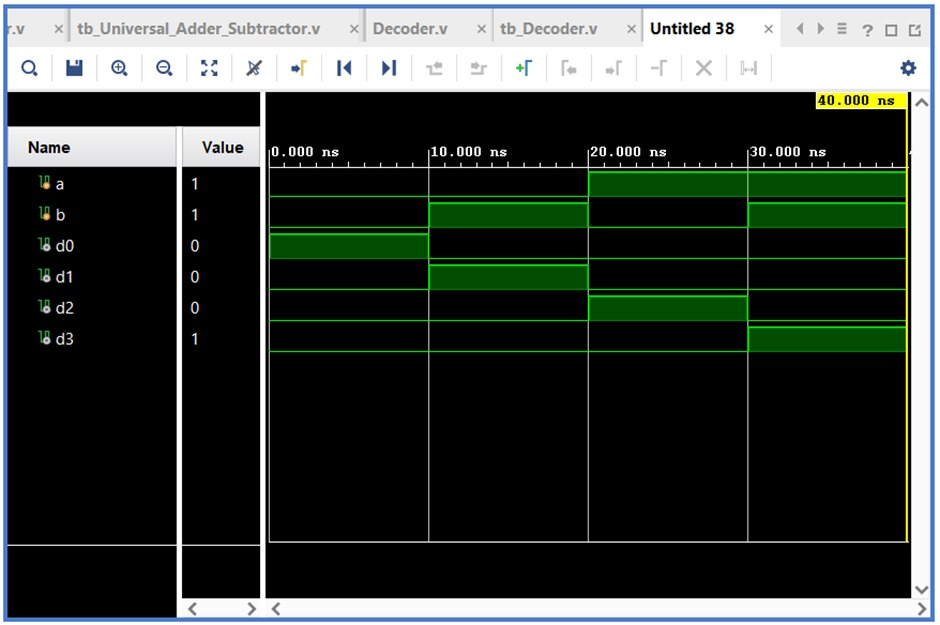 r.v tb_Universal_Adder_Subtractor.v Decoder.v tb_Decoder.v Untitled 38
40.000 ns
Name Value 0.000 ns 10.000 ns 20.000 ns 30.000 ns
a 1
b 1
d0 0
d1 0
d2 0
d3 1